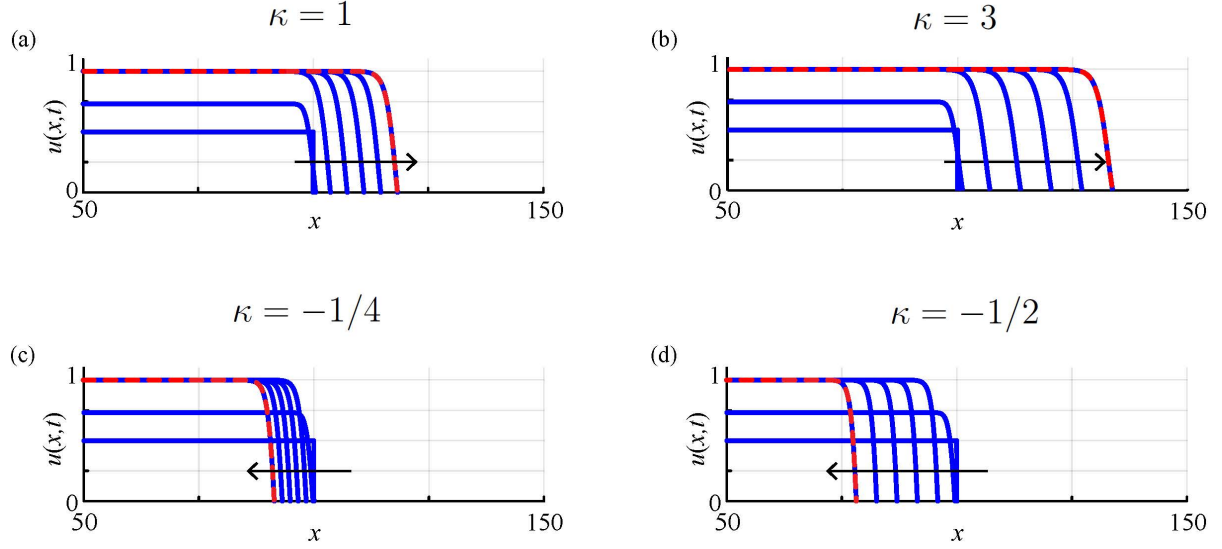 κ = 1
(a)
1
u(x,t)
0
50
150
x
κ = 3
(b)
1
u(x,t)
0
50
150
x
κ = −1/4
(c)
1
u(x,t)
0
50
150
x
κ = −1/2
(d)
1
u(x,t)
0
50
150
x